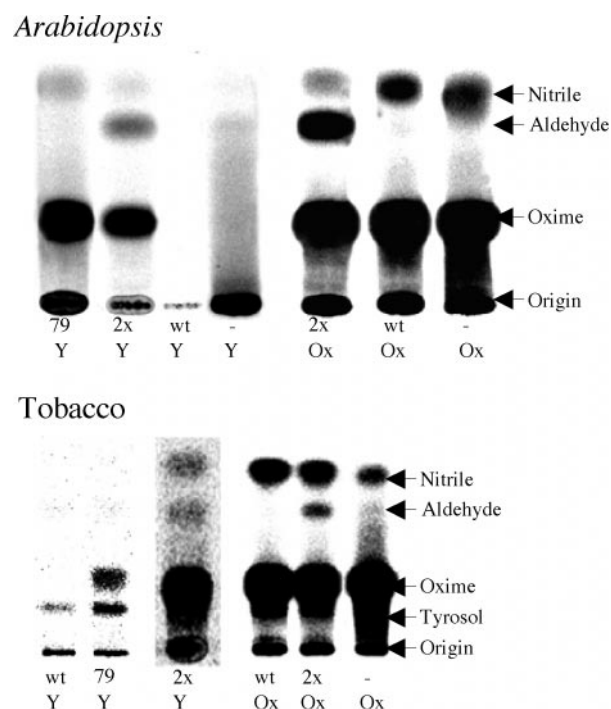 Arabidopsis
Nitrile
Aldehyde
Oxime
Origin
79 2x wt - 2x wt -
Y Y Y Y Ox Ox Ox
Tobacco
Nitrile
Aldehyde
Oxime
Tyrosol
Origin
wt 79 2x wt 2x -
Y Y Y Ox Ox Ox